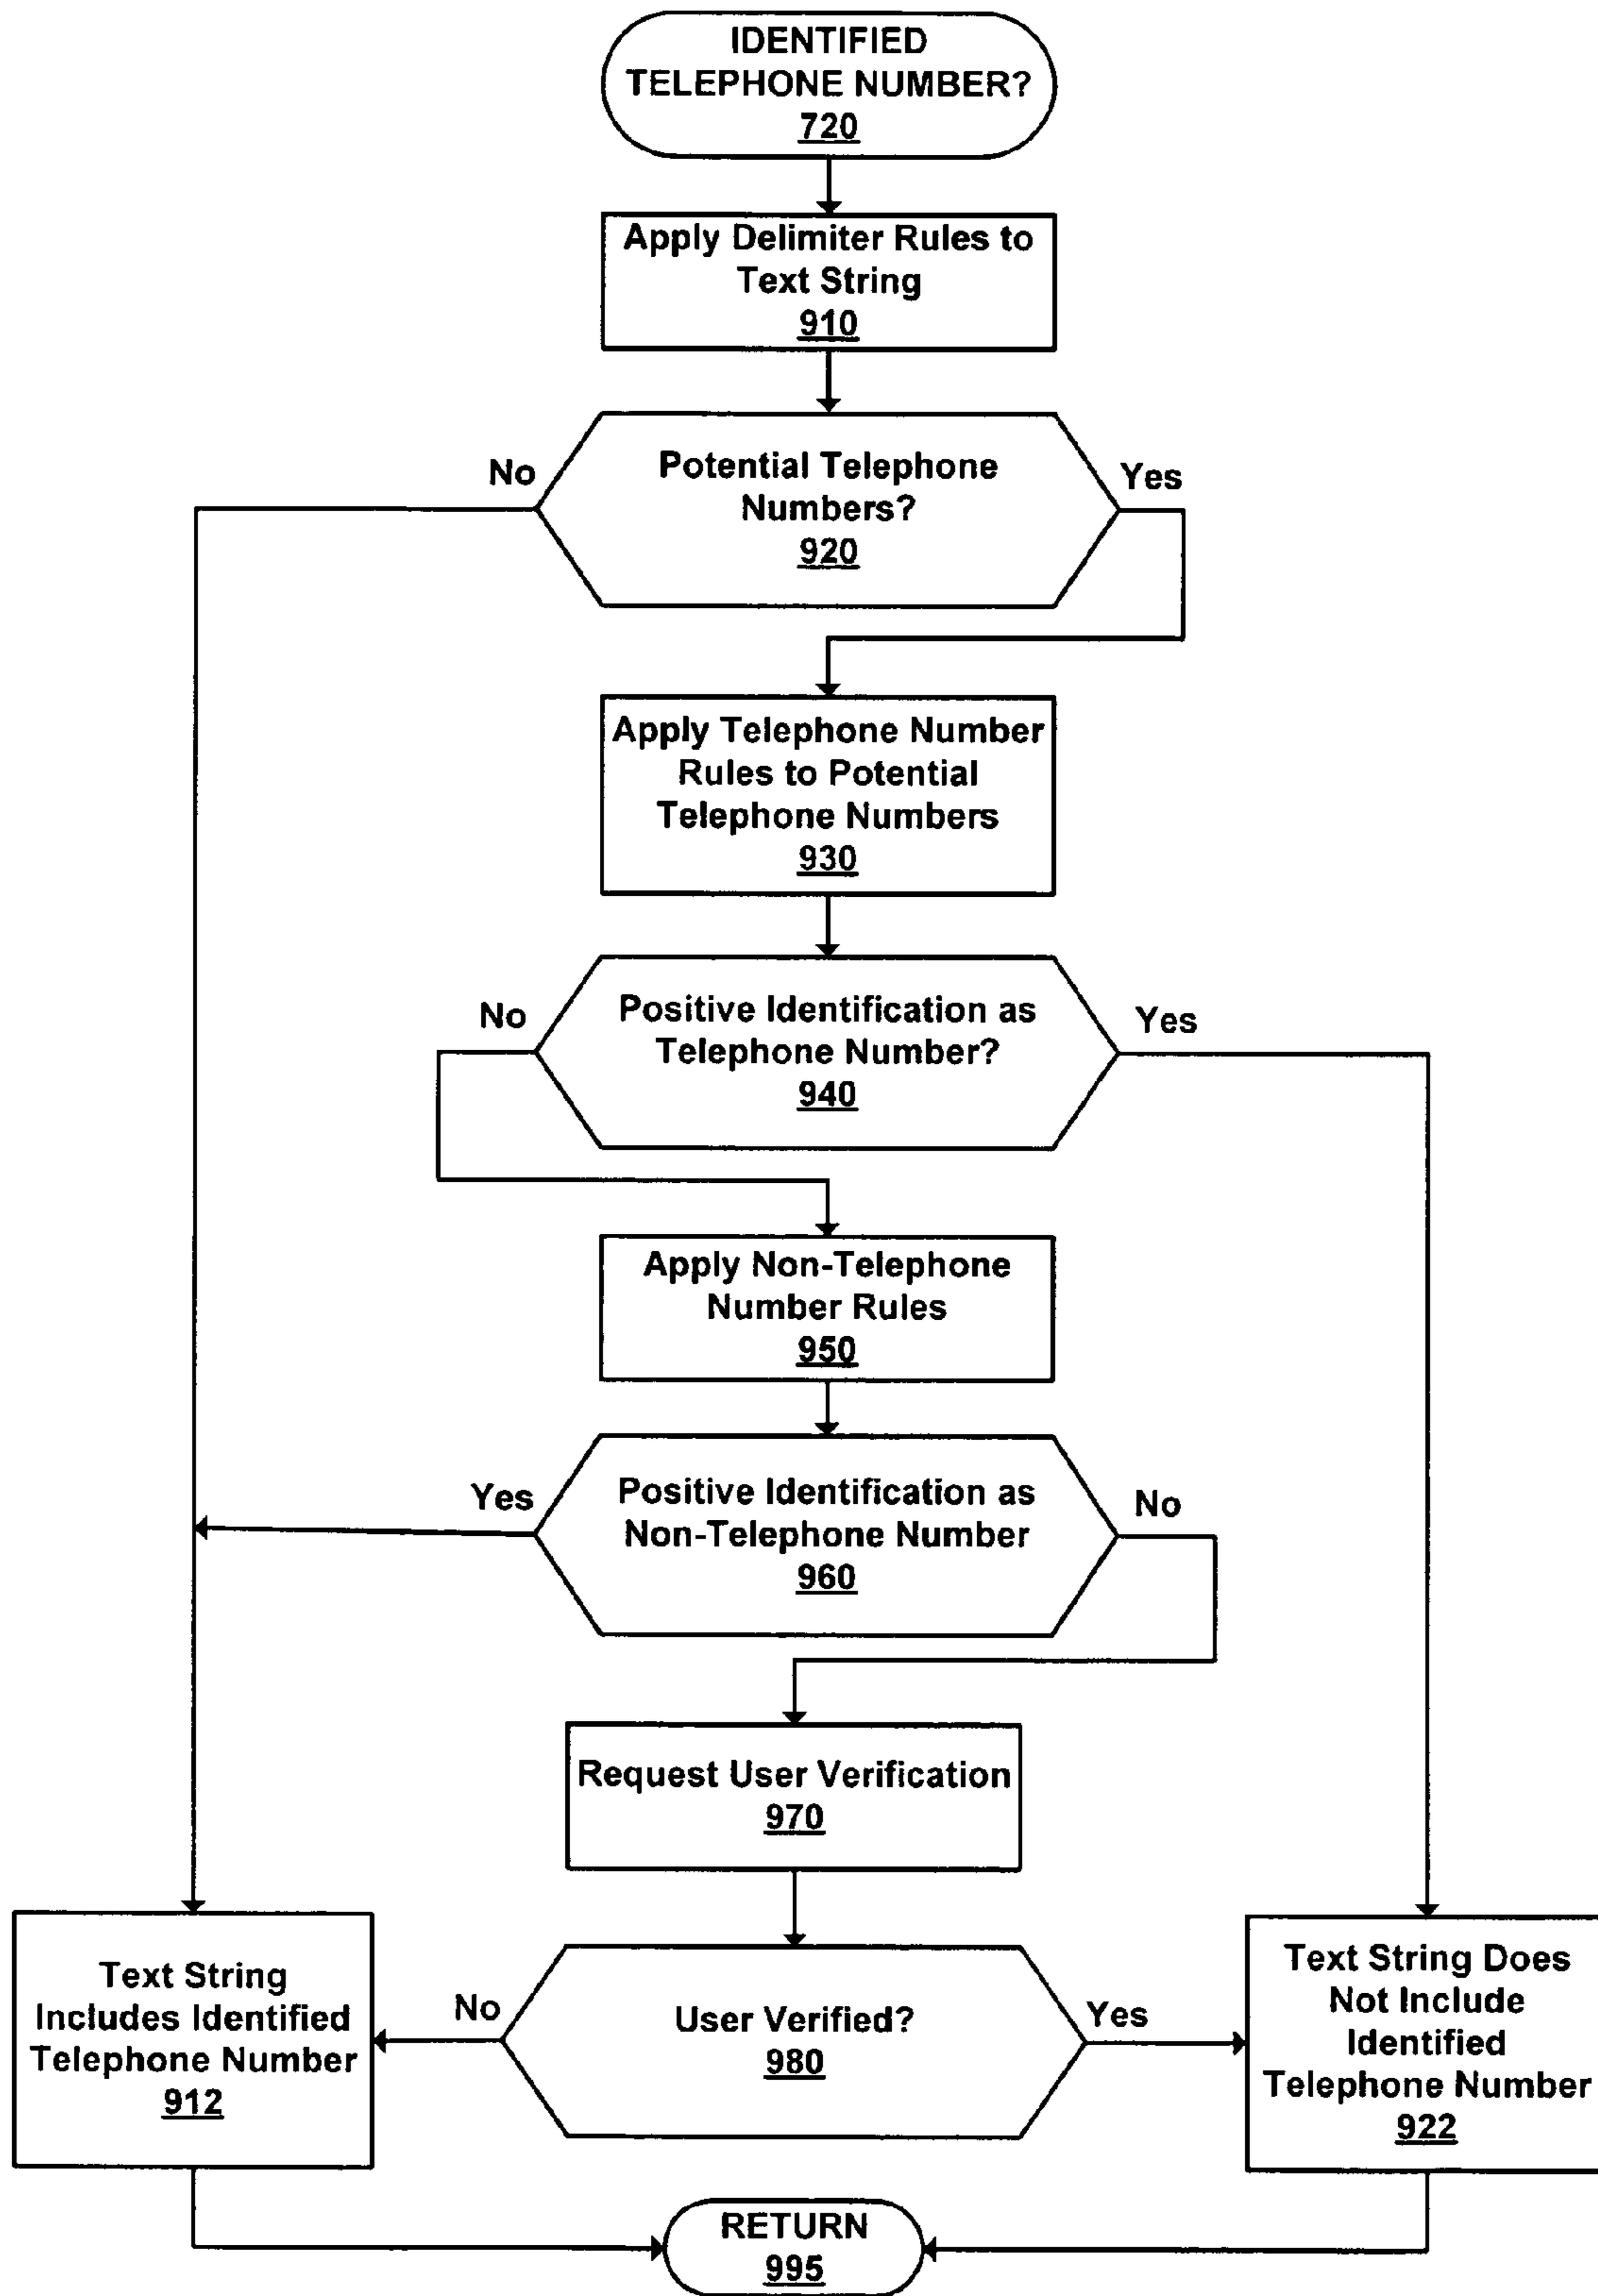 IDENTIFIED
TELEPHONE NUMBER?
720
Apply Delimiter Rules to
Text String
910
No
Potential Telephone
Numbers?
920
Yes
Apply Telephone Number
Rules to Potential
Telephone Numbers
930
No
Positive Identification as
Telephone Number?
940
Yes
Apply Non-Telephone
Number Rules
950
Yes
Positive Identification as
Non-Telephone Number
960
No
Request User Verification
970
Text String
Includes Identified
Telephone Number
912
No
User Verified?
980
Yes
Text String Does
Not Include
Identified
Telephone Number
922
RETURN
995